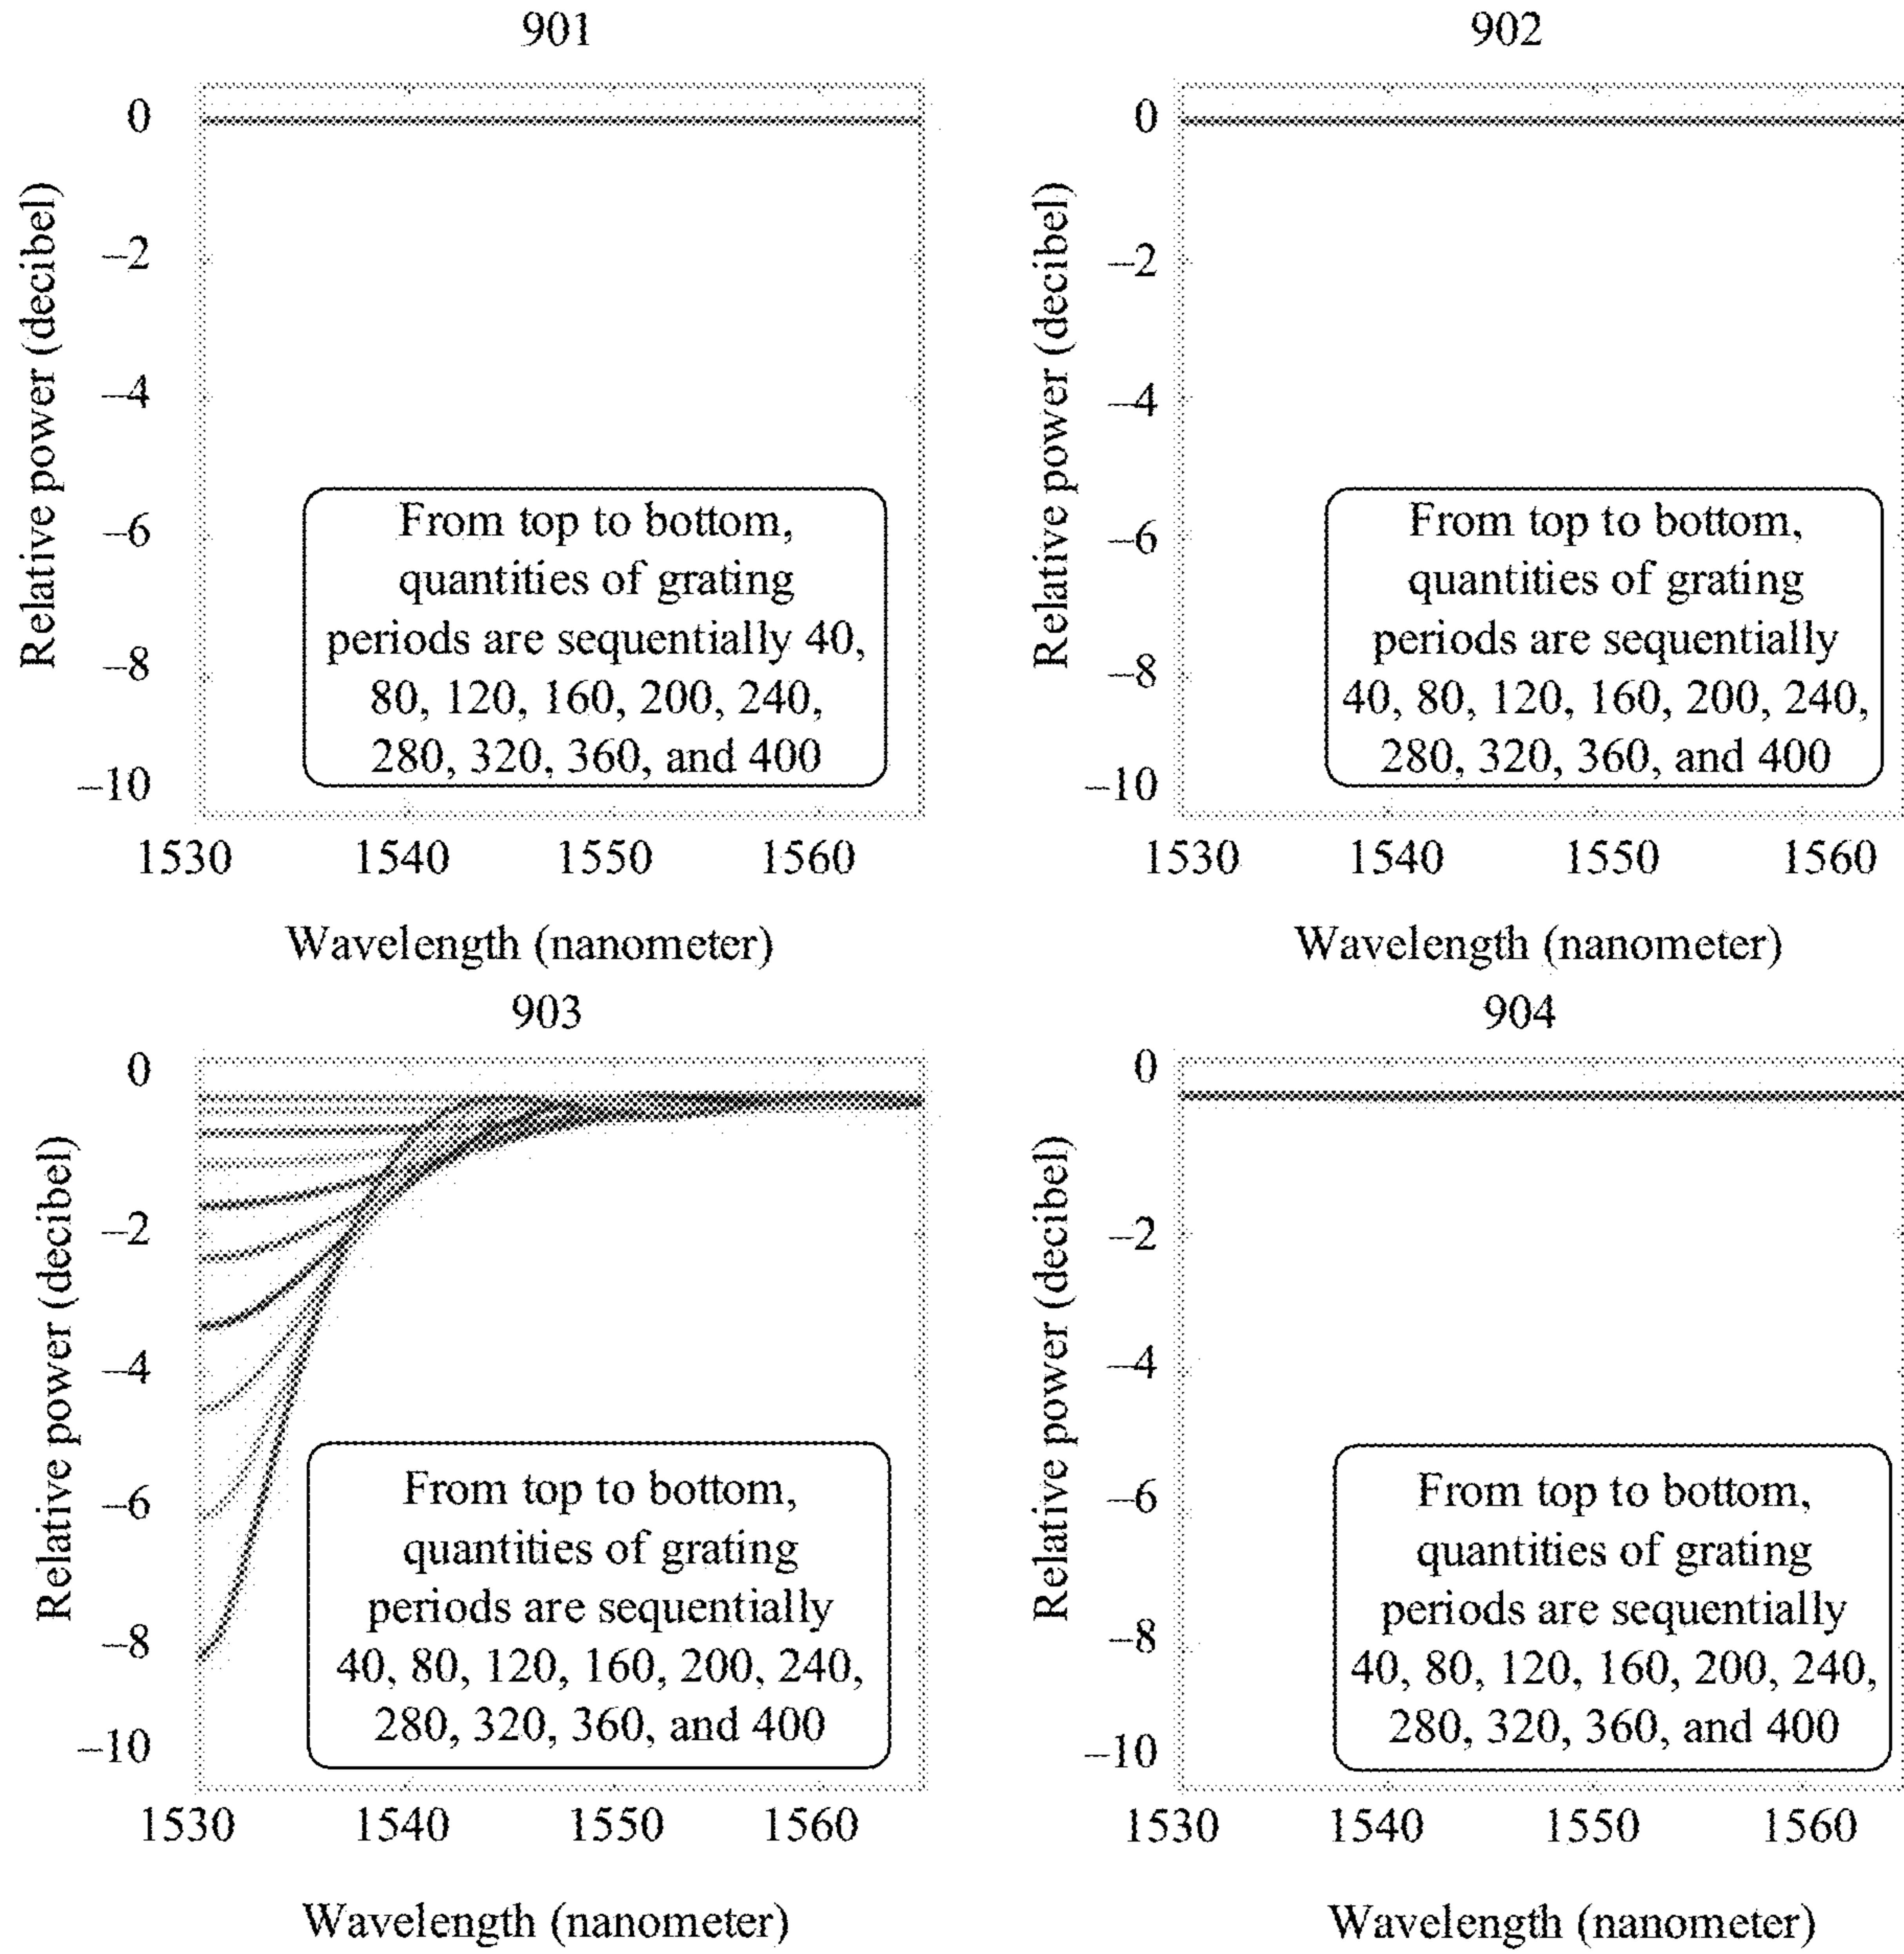 901
0
–2
–4
–6
–8
–10
Relative power (decibel)
From top to bottom,
quantities of grating
periods are sequentially 40,
80, 120, 160, 200, 240,
280, 320, 360, and 400
1530 1540 1550 1560
Wavelength (nanometer)
902
0
–2
–4
–6
–8
–10
Relative power (decibel)
From top to bottom,
quantities of grating
periods are sequentially
40, 80, 120, 160, 200, 240,
280, 320, 360, and 400
1530 1540 1550 1560
Wavelength (nanometer)
903
0
–2
–4
–6
–8
–10
Relative power (decibel)
From top to bottom,
quantities of grating
periods are sequentially
40, 80, 120, 160, 200, 240,
280, 320, 360, and 400
1530 1540 1550 1560
Wavelength (nanometer)
904
0
–2
–4
–6
–8
–10
Relative power (decibel)
From top to bottom,
quantities of grating
periods are sequentially
40, 80, 120, 160, 200, 240,
280, 320, 360, and 400
1530 1540 1550 1560
Wavelength (nanometer)